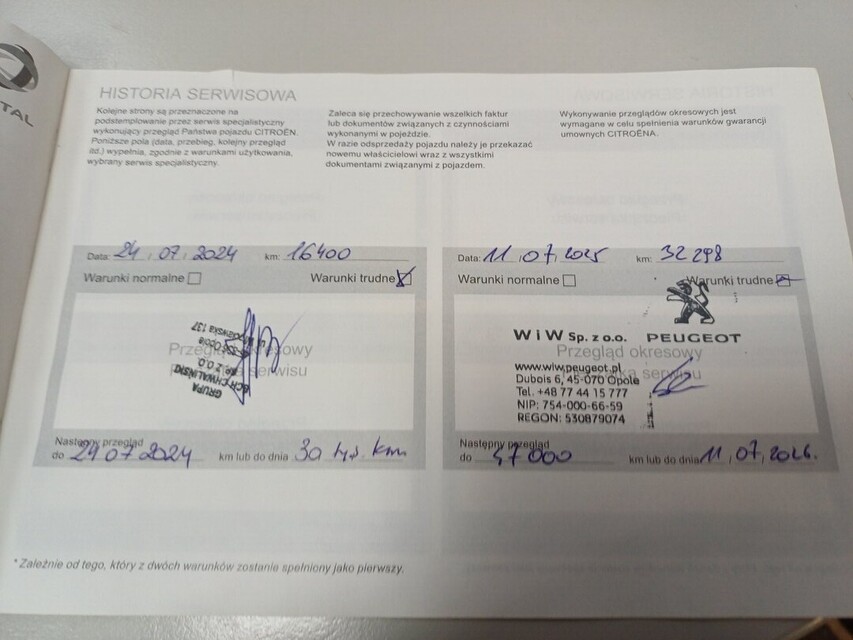 TAL
HISTORIA SERWISOWA
Kolejne strony są przeznaczone na
podstemplowanie przez serwis specjalistyczny
wykonujący przegląd Państwa pojazdu CITROËN.
Poniższe pola (data, przebieg, kolejny przegląd
itd.) wypełnia, zgodnie z warunkami użytkowania,
wybrany serwis specjalistyczny.
Zaleca się przechowywanie wszelkich faktur
lub dokumentów związanych z czynnościami
wykonanymi w pojeździe.
W razie odsprzedaży pojazdu należy je przekazać
nowemu właścicielowi wraz z wszystkimi
dokumentami związanymi z pojazdem.
Wykonywanie przeglądów okresowych jest
wymagane w celu spełnienia warunków gwarancji
umownych CITROËNA.
Data: 24.07.2024 km: 16400
Warunki normalne Warunki trudne
Przegląd okresowy
serwisu
GRUPA
Następny przegląd
do 29 07 2024 km lub do dnia 30 tys km
Data: 11.07.2025 km: 32 298
Warunki normalne Warunki trudne
W i W Sp. z o.o. PEUGEOT
Przegląd okresowy
serwisu
www.wiw.peugeot.pl
Dubois 6, 45-070 Opole
Tel. +48 77 44 15 777
NIP: 754-000-66-59
REGON: 530879074
Następny przegląd
do 47000 km lub do dnia 11.07.2026.
* Zależnie od tego, który z dwóch warunków zostanie spełniony jako pierwszy.